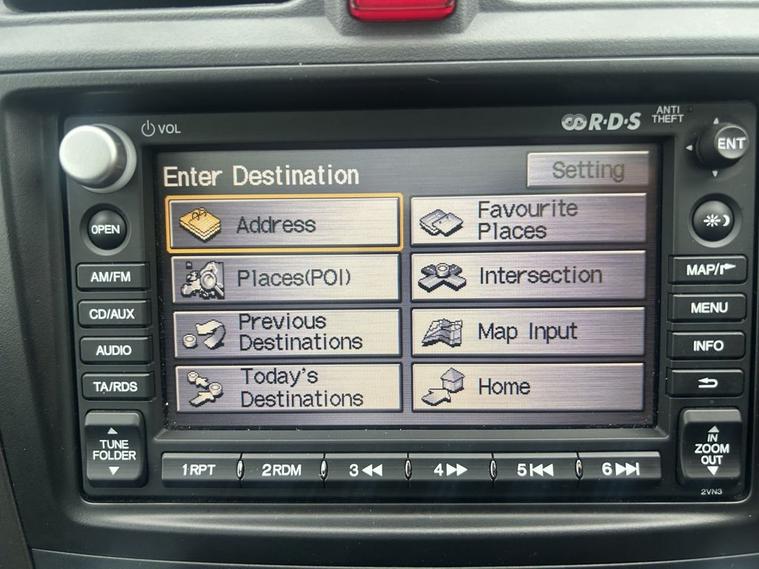 VOL
R·D·S
ANTI
THEFT
ENT
Enter Destination
Setting
OPEN
Address
Favourite
Places
AM/FM
Places(POI)
Intersection
MAP/
CD/AUX
Previous
Destinations
Map Input
MENU
AUDIO
INFO
TA/RDS
Today's
Destinations
Home
TUNE
FOLDER
IN
ZOOM
OUT
1RPT
2RDM
3
4
5
6
2VN3